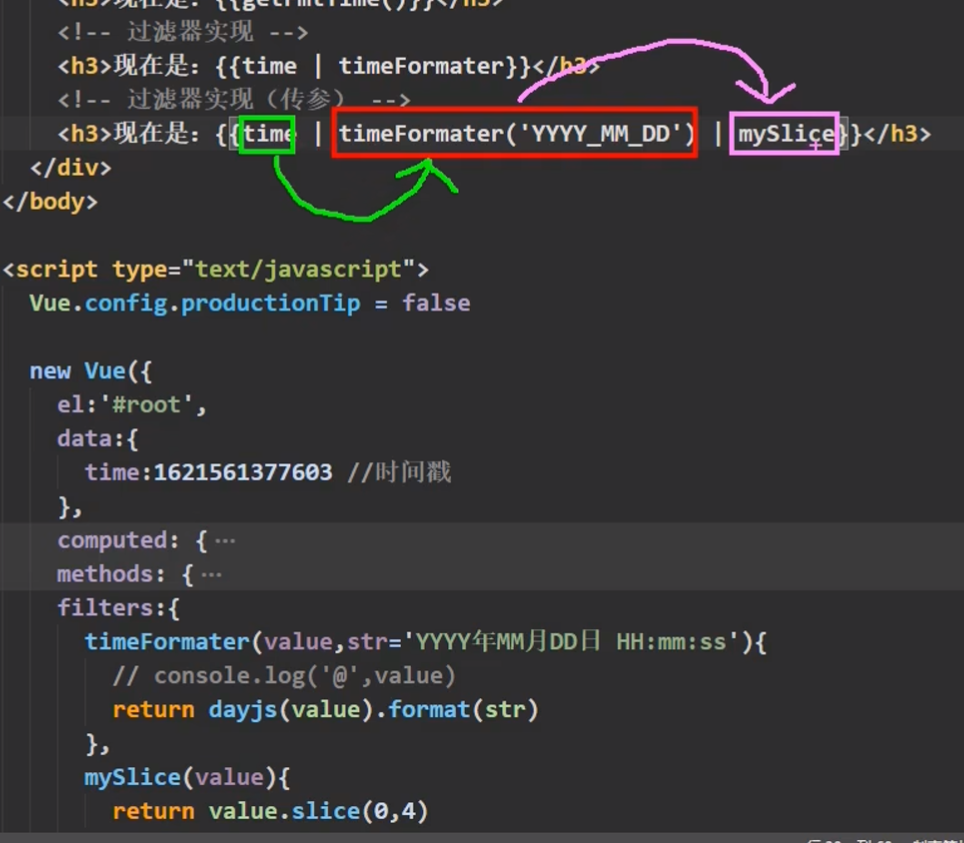 <h3>现在是: {{getFmtTime()}}</h3>
<!-- 过滤器实现 -->
<h3>现在是: {{time | timeFormater}}</h3>
<!-- 过滤器实现（传参） -->
<h3>现在是: {{time | timeFormater('YYYY_MM_DD') | mySlice}}</h3>
</div>
</body>
<script type="text/javascript">
Vue.config.productionTip = false
new Vue({
el:'#root',
data:{
time:1621561377603 //时间戳
},
computed: {···
methods: {···
filters:{
timeFormater(value,str='YYYY年MM月DD日 HH:mm:ss'){
// console.log('@',value)
return dayjs(value).format(str)
},
mySlice(value){
return value.slice(0,4)